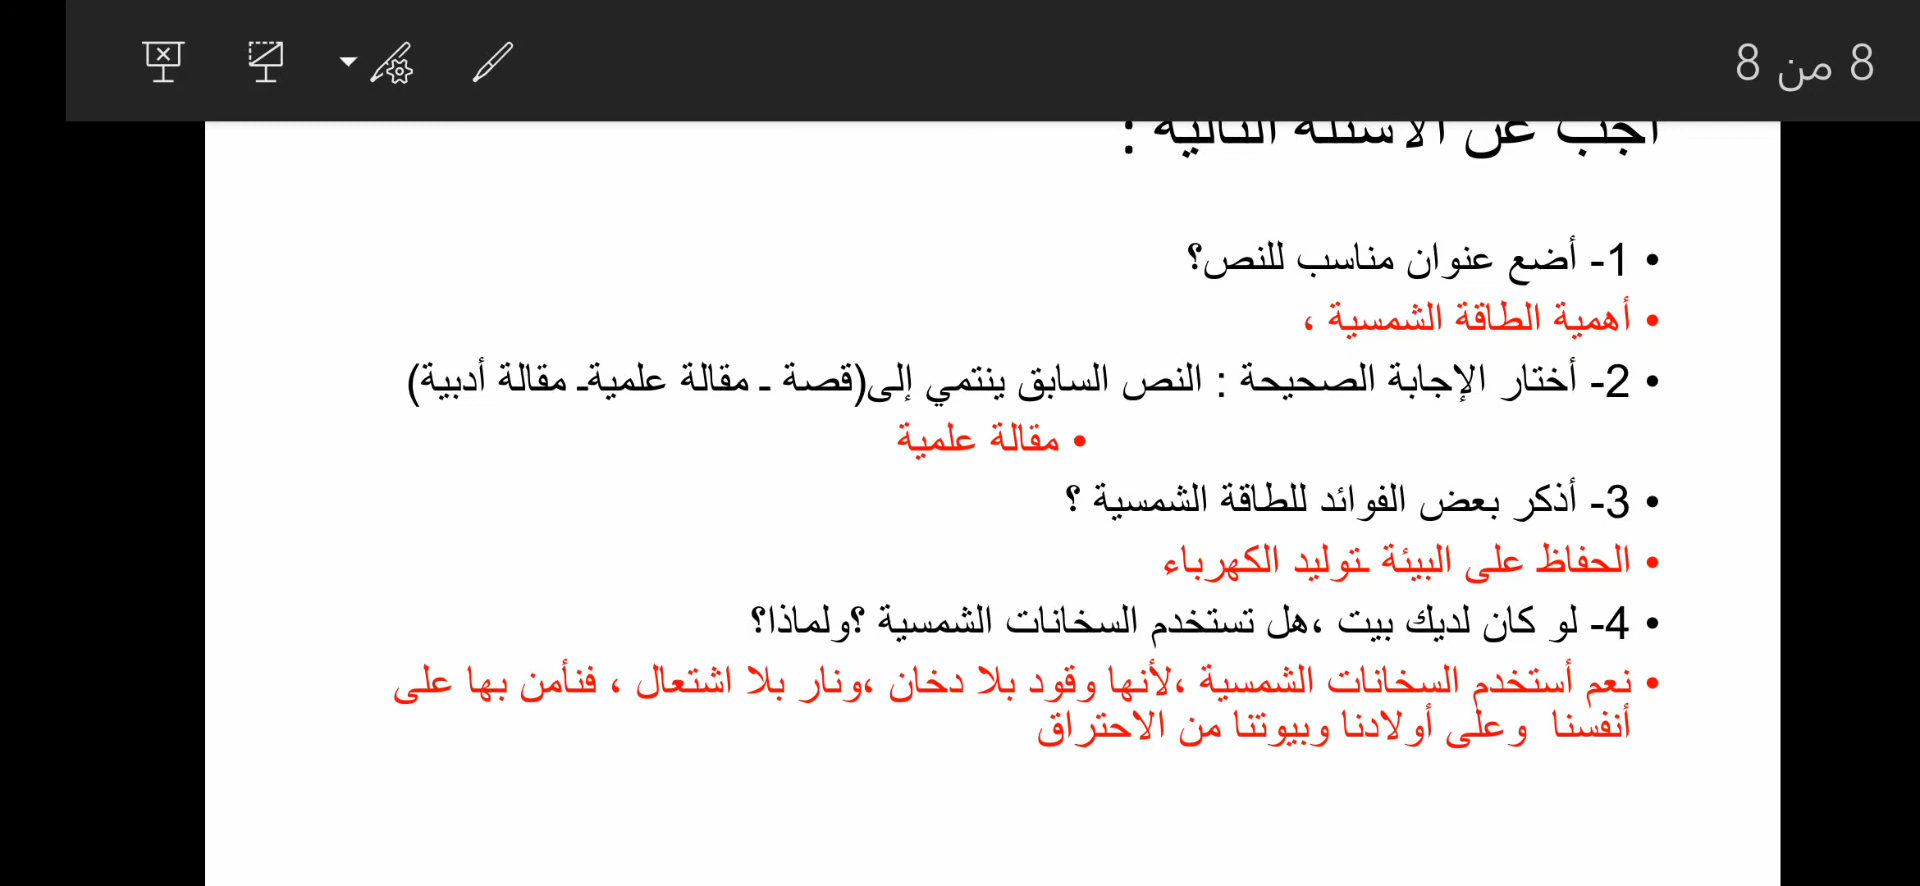 8 من 8
أجب عن الأسئلة التالية :
• 1- أضع عنوان مناسب للنص؟
• أهمية الطاقة الشمسية ،
• 2- أختار الإجابة الصحيحة : النص السابق ينتمي إلى(قصة ـ مقالة علميةـ مقالة أدبية)
• مقالة علمية
• 3- أذكر بعض الفوائد للطاقة الشمسية ؟
• الحفاظ على البيئة ـتوليد الكهرباء
• 4- لو كان لديك بيت ،هل تستخدم السخانات الشمسية ؟ولماذا؟
• نعم أستخدم السخانات الشمسية ،لأنها وقود بلا دخان ،ونار بلا اشتعال ، فنأمن بها على
أنفسنا وعلى أولادنا وبيوتنا من الاحتراق